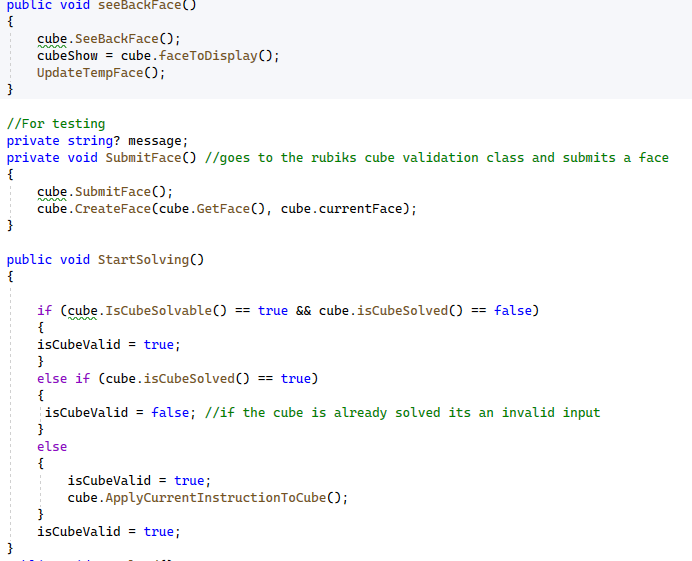 public void seeBackFace()
{
    cube.SeeBackFace();
    cubeShow = cube.faceToDisplay();
    UpdateTempFace();
}

//For testing
private string? message;
private void SubmitFace() //goes to the rubiks cube validation class and submits a face
{
    cube.SubmitFace();
    cube.CreateFace(cube.GetFace(), cube.currentFace);
}

public void StartSolving()
{

    if (cube.IsCubeSolvable() == true && cube.isCubeSolved() == false)
    {
    isCubeValid = true;
    }
    else if (cube.isCubeSolved() == true)
    {
     isCubeValid = false; //if the cube is already solved its an invalid input
    }
    else
    {
        isCubeValid = true;
        cube.ApplyCurrentInstructionToCube();
    }
    isCubeValid = true;
}